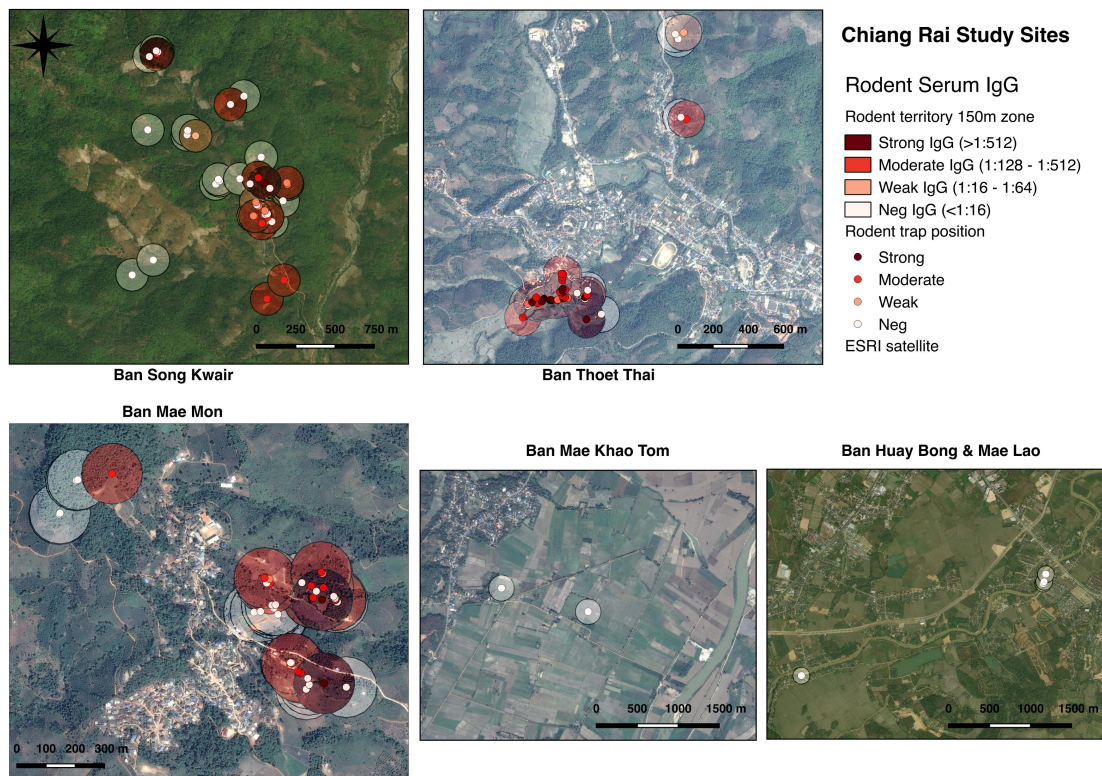 Chiang Rai Study Sites
Rodent Serum IgG
Rodent territory 150m zone
Strong IgG (>1:512)
Moderate IgG (1:128 - 1:512)
Weak IgG (1:16 - 1:64)
Neg IgG (<1:16)
Rodent trap position
Strong
Moderate
Weak
Neg
ESRI satellite
0 250 500 750 m
Ban Song Kwair
0 200 400 600 m
Ban Thoet Thai
Ban Mae Mon
0 100 200 300 m
Ban Mae Khao Tom
0 500 1000 1500 m
Ban Huay Bong & Mae Lao
0 500 1000 1500 m